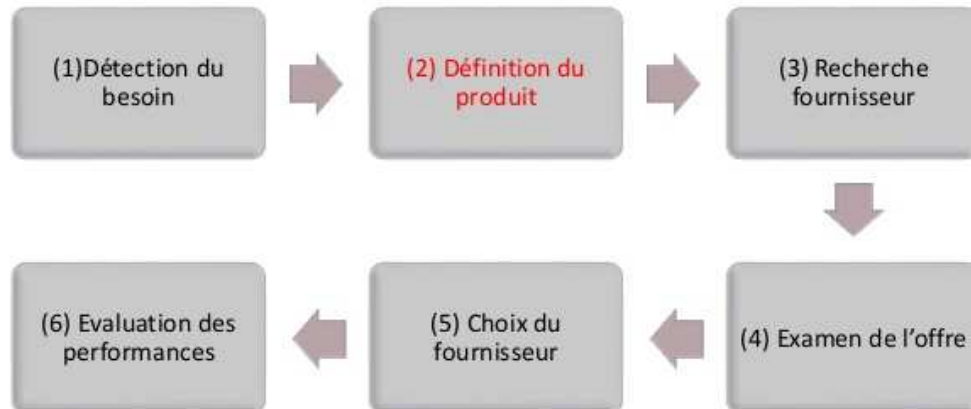 (1)Détection du
besoin
(2) Définition du
produit
(3) Recherche
fournisseur
(4) Examen de l’offre
(5) Choix du
fournisseur
(6) Evaluation des
performances